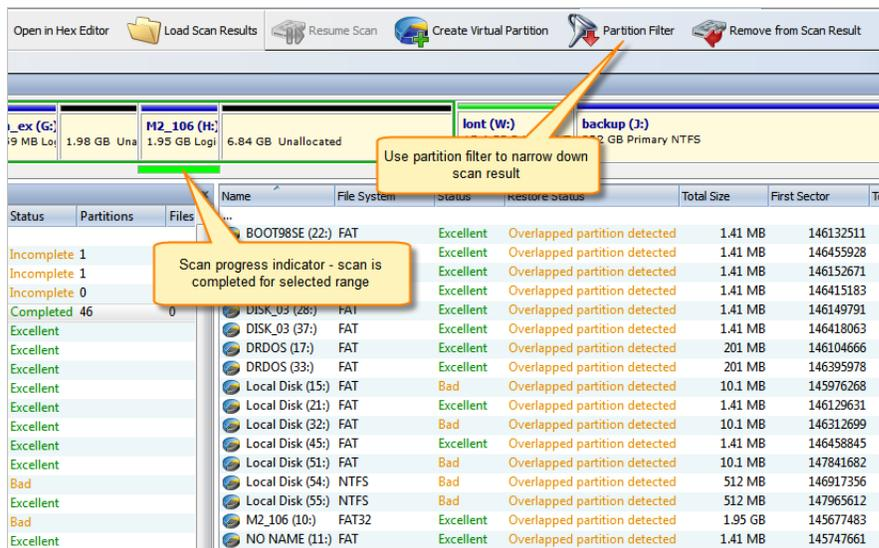 Open in Hex Editor Load Scan Results Resume Scan Create Virtual Partition Partition Filter Remove from Scan Result
_ex (G: M2_106 (H: lont (W:) backup (J:)
9 MB Lo 1.98 GB Una 1.95 GB Logi 6.84 GB Unallocated GB Primary NTFS
Use partition filter to narrow down
scan result
Name File System Status Restore Status Total Size First Sector
Status Partitions Files
...
BOOT98SE (22:) FAT Excellent Overlapped partition detected 1.41 MB 146132511
Incomplete 1 Excellent Overlapped partition detected 1.41 MB 146455928
Incomplete 1 Excellent Overlapped partition detected 1.41 MB 146152671
Incomplete 0 Excellent Overlapped partition detected 1.41 MB 146415183
Scan progress indicator - scan is
completed for selected range
Completed 46 0 DISK_03 (28:) FAT Excellent Overlapped partition detected 1.41 MB 146149791
Excellent DISK_03 (37:) FAT Excellent Overlapped partition detected 1.41 MB 146418063
Excellent DRDOS (17:) FAT Excellent Overlapped partition detected 201 MB 146104666
Excellent DRDOS (33:) FAT Excellent Overlapped partition detected 201 MB 146395978
Excellent Local Disk (15:) FAT Bad Overlapped partition detected 10.1 MB 145976268
Excellent Local Disk (21:) FAT Excellent Overlapped partition detected 1.41 MB 146129631
Excellent Local Disk (32:) FAT Bad Overlapped partition detected 10.1 MB 146312699
Excellent Local Disk (45:) FAT Excellent Overlapped partition detected 1.41 MB 146458845
Excellent Local Disk (51:) FAT Bad Overlapped partition detected 10.1 MB 147841682
Bad Local Disk (54:) NTFS Bad Overlapped partition detected 512 MB 146917356
Excellent Local Disk (55:) NTFS Bad Overlapped partition detected 512 MB 147965612
Bad M2_106 (10:) FAT32 Excellent Overlapped partition detected 1.95 GB 145677483
Excellent NO NAME (11:) FAT Excellent Overlapped partition detected 1.41 MB 145747661